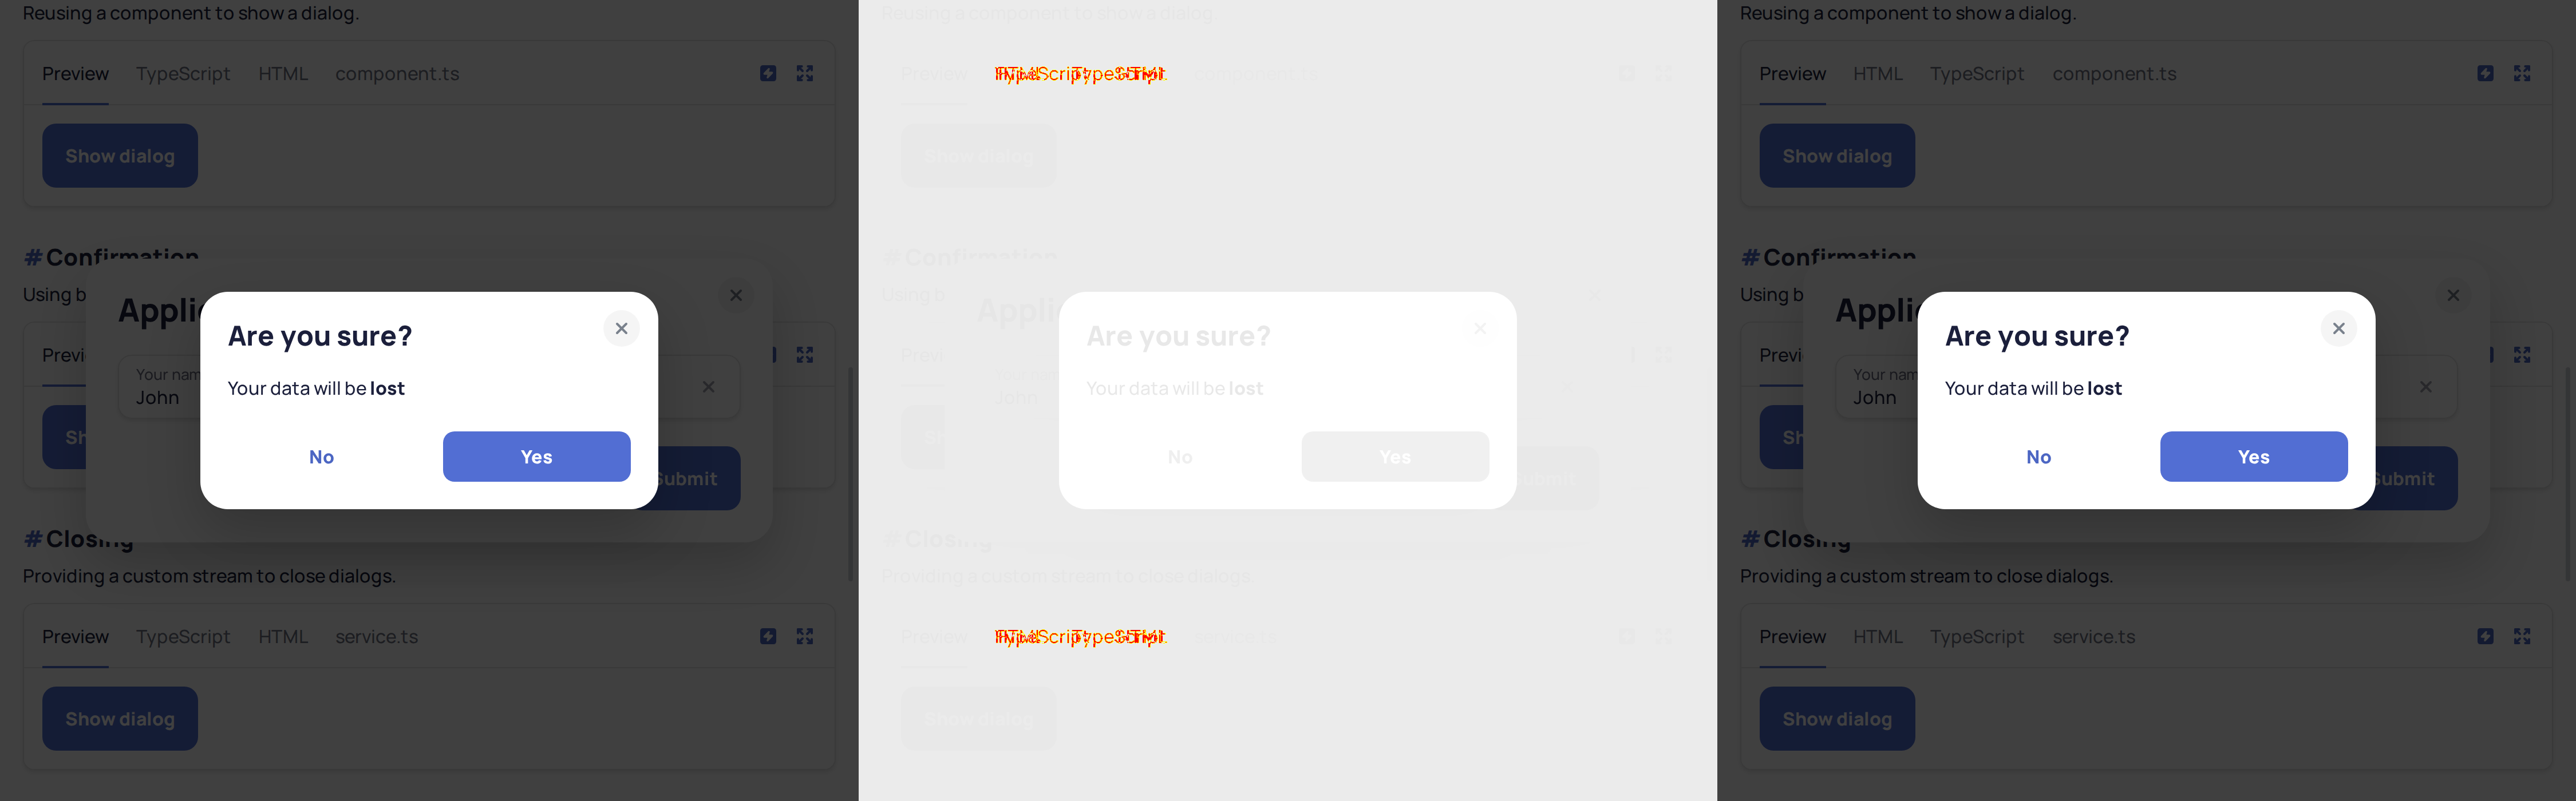 Reusing a component to show a dialog.
Preview TypeScript HTML component.ts
Show dialog
# Confirmation
Using b
Appli
Previ
Your nam
John
Sh
Submit
Are you sure?
Your data will be lost
No Yes
# Closing
Providing a custom stream to close dialogs.
Preview TypeScript HTML service.ts
Show dialog
Reusing a component to show a dialog.
Preview component.ts
Show dialog
# Confirmation
Using b
Appli
Previ
John
Submit
Are you sure?
Your data will be lost
No Yes
# Closing
Providing a custom stream to close dialogs.
Preview service.ts
Show dialog
Reusing a component to show a dialog.
Preview HTML TypeScript component.ts
Show dialog
# Confirmation
Using b
Appli
Previ
Your nam
John
Sh
Submit
Are you sure?
Your data will be lost
No Yes
# Closing
Providing a custom stream to close dialogs.
Preview HTML TypeScript service.ts
Show dialog